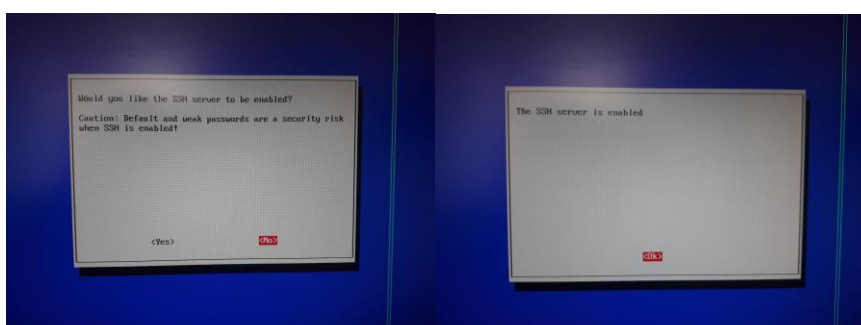 Would you like the SSH server to be enabled?
Caution: Default and weak passwords are a security risk
when SSH is enabled!
<Yes>
<No>
The SSH server is enabled
<Ok>